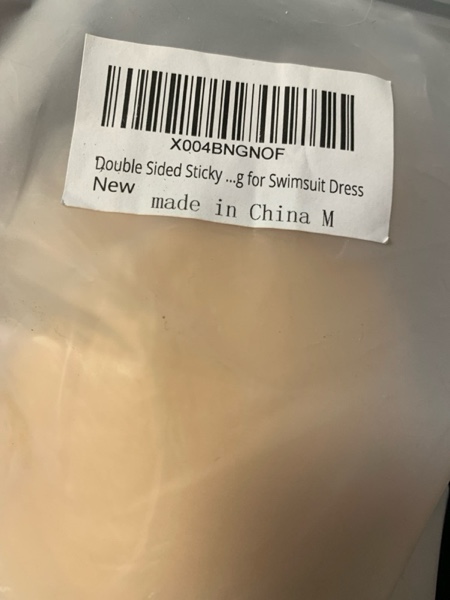 X004BNGNOF
Double Sided Sticky ...g for Swimsuit Dress
New
made in China M